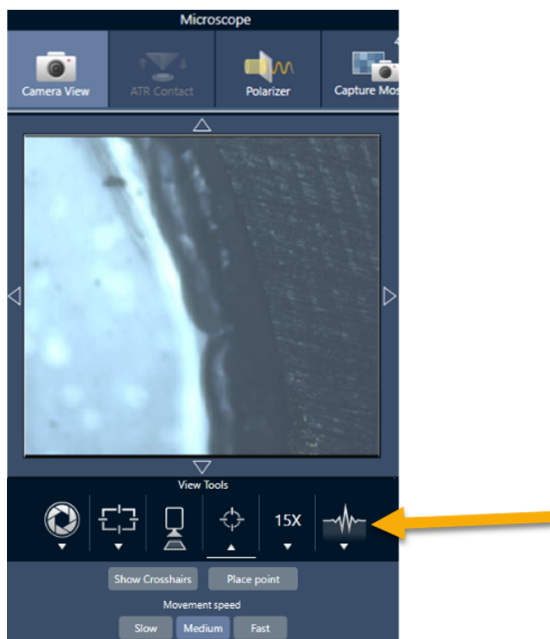 Microscope
4
Camera View
ATR Contact
Polarizer
Capture Mos
View Tools
15X
Show Crosshairs
Place point
Movement speed
Slow
Medium
Fast